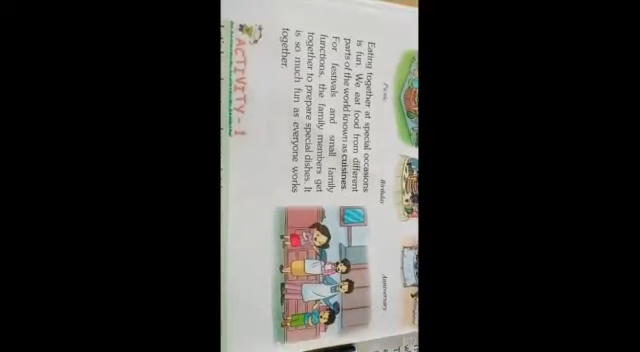 Picnic
Birthday
Anniversary
Eating together at special occasions
is fun. We eat food from different
parts of the world known as cuisines.
For festivals and small family
functions, the family members get
together to prepare special dishes. It
is so much fun as everyone works
together.
ACTIVITY-1